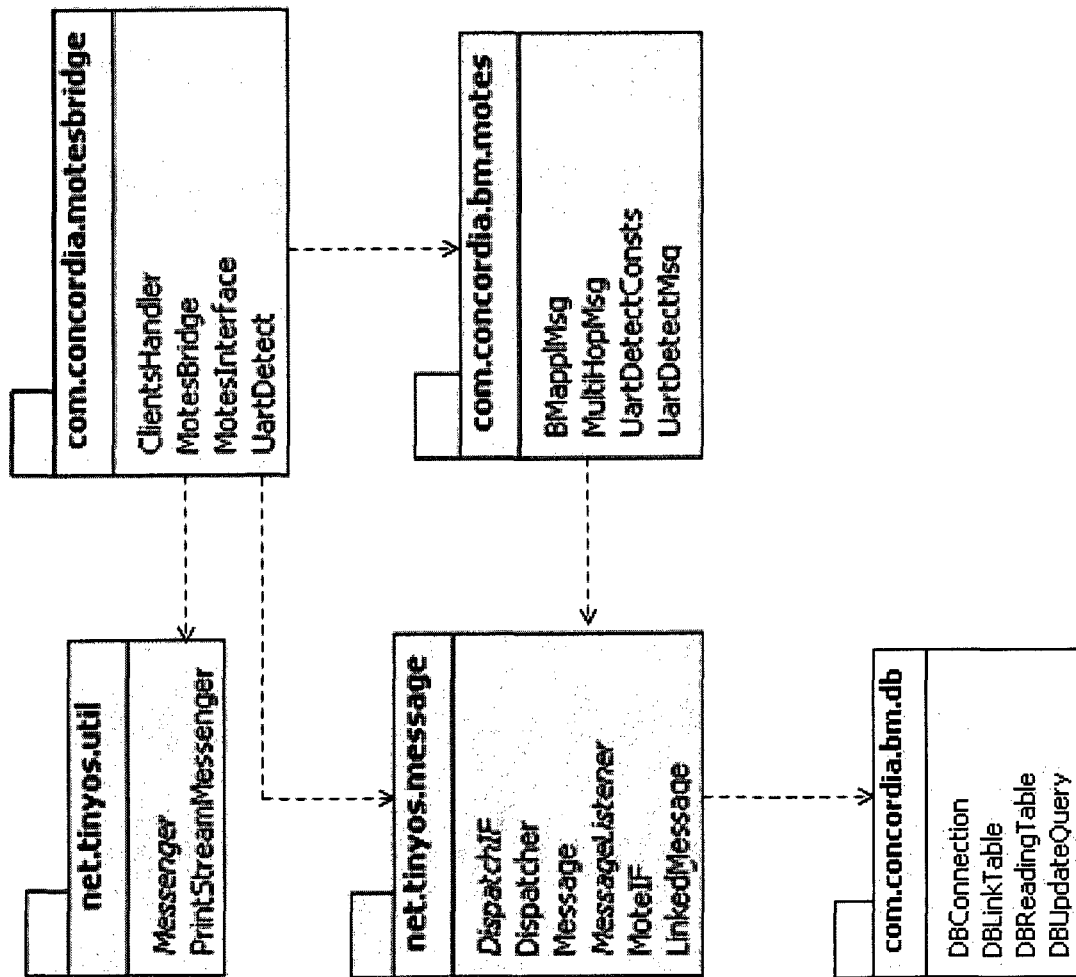 net.tinyos.util
Messenger
PrintStreamMessenger
com.concordia.motesbridge
ClientsHandler
MotesBridge
MotesInterface
UartDetect
net.tinyos.message
DispatchIF
Dispatcher
Message
MessageListener
MoteIF
LinkedMessage
com.concordia.bm.motes
BMapplMsg
MultiHopMsg
UartDetectConsts
UartDetectMsg
com.concordia.bm.db
DBConnection
DBLinkTable
DBReadingTable
DBUpdateQuery